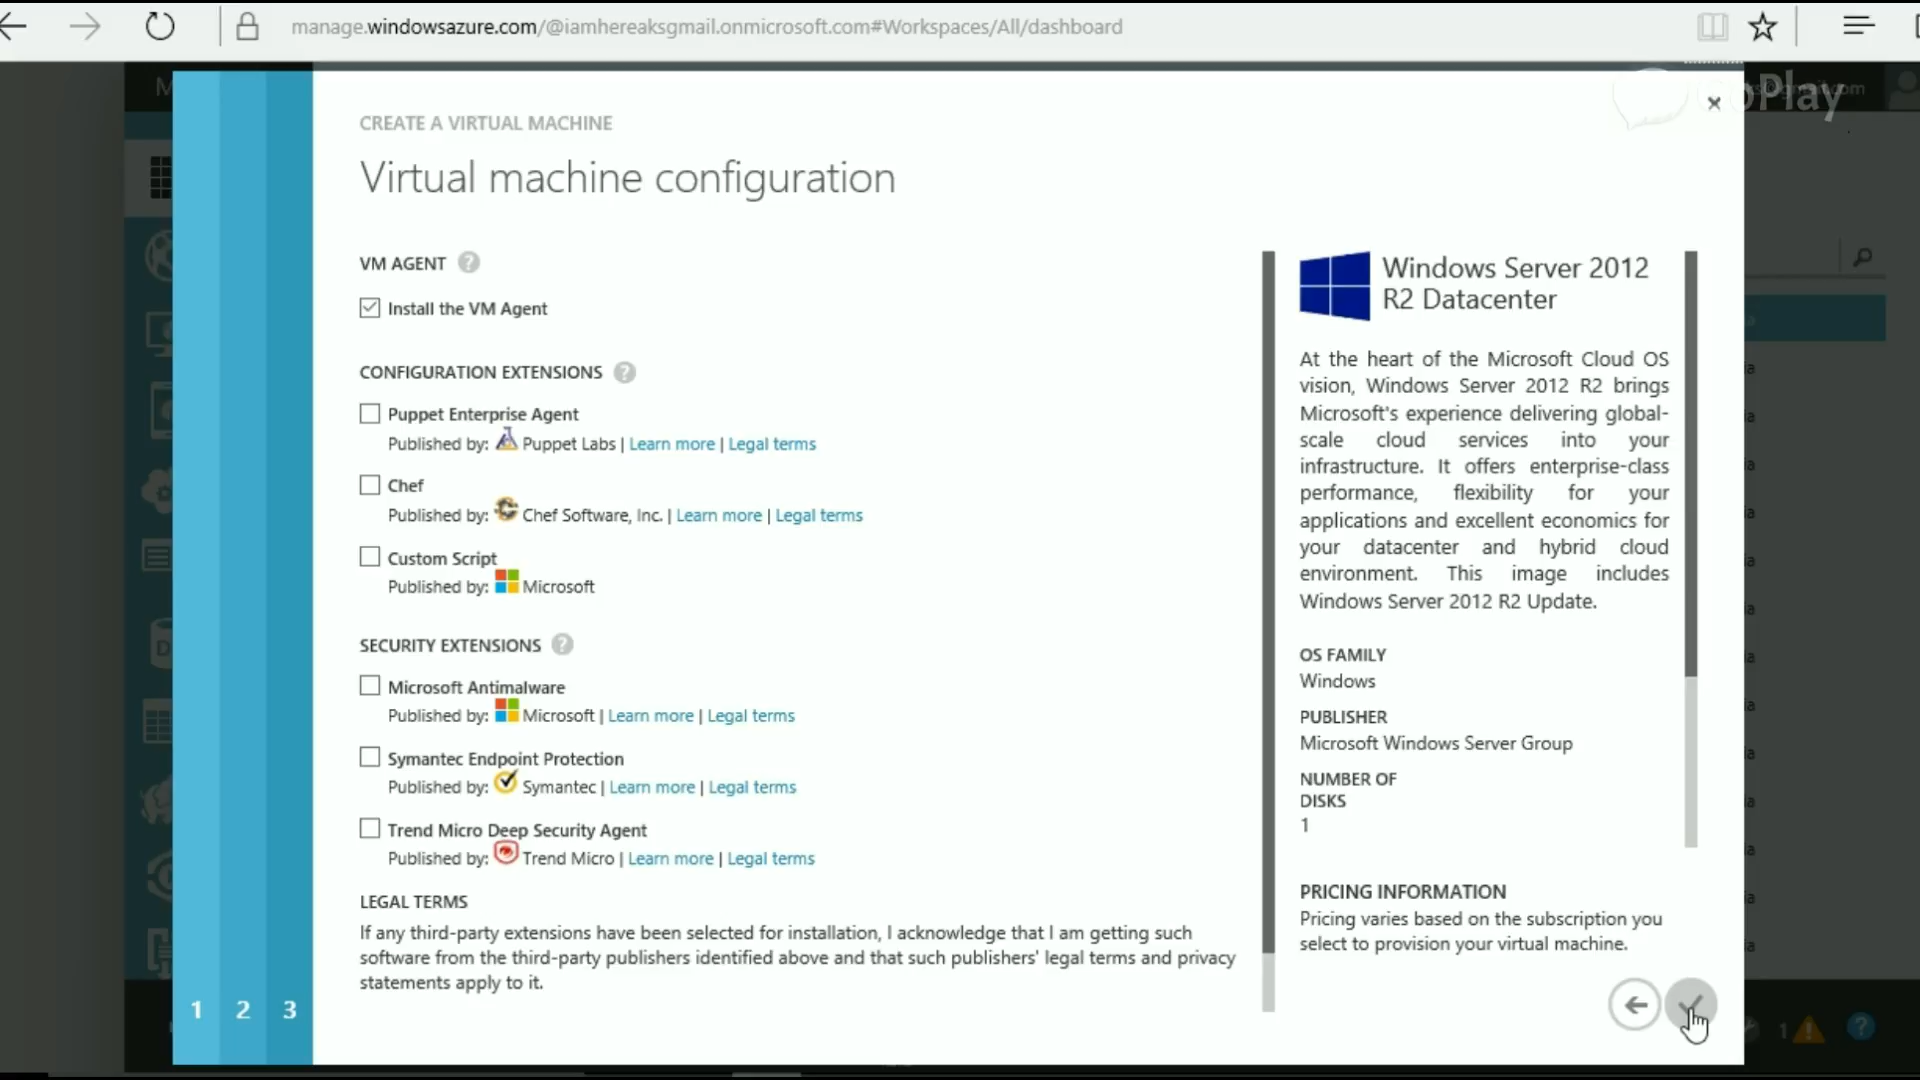 manage.windowsazure.com/@iamhereaksgmail.onmicrosoft.com#Workspaces/All/dashboard
Play
CREATE A VIRTUAL MACHINE
Virtual machine configuration
VM AGENT ?
Install the VM Agent
CONFIGURATION EXTENSIONS ?
Puppet Enterprise Agent
Published by: Puppet Labs | Learn more | Legal terms
Chef
Published by: Chef Software, Inc. | Learn more | Legal terms
Custom Script
Published by: Microsoft
SECURITY EXTENSIONS ?
Microsoft Antimalware
Published by: Microsoft | Learn more | Legal terms
Symantec Endpoint Protection
Published by: Symantec | Learn more | Legal terms
Trend Micro Deep Security Agent
Published by: Trend Micro | Learn more | Legal terms
LEGAL TERMS
If any third-party extensions have been selected for installation, I acknowledge that I am getting such
software from the third-party publishers identified above and that such publishers' legal terms and privacy
statements apply to it.
Windows Server 2012
R2 Datacenter
At the heart of the Microsoft Cloud OS
vision, Windows Server 2012 R2 brings
Microsoft's experience delivering global-
scale cloud services into your
infrastructure. It offers enterprise-class
performance, flexibility for your
applications and excellent economics for
your datacenter and hybrid cloud
environment. This image includes
Windows Server 2012 R2 Update.
OS FAMILY
Windows
PUBLISHER
Microsoft Windows Server Group
NUMBER OF
DISKS
1
PRICING INFORMATION
Pricing varies based on the subscription you
select to provision your virtual machine.
1 2 3
1 ?